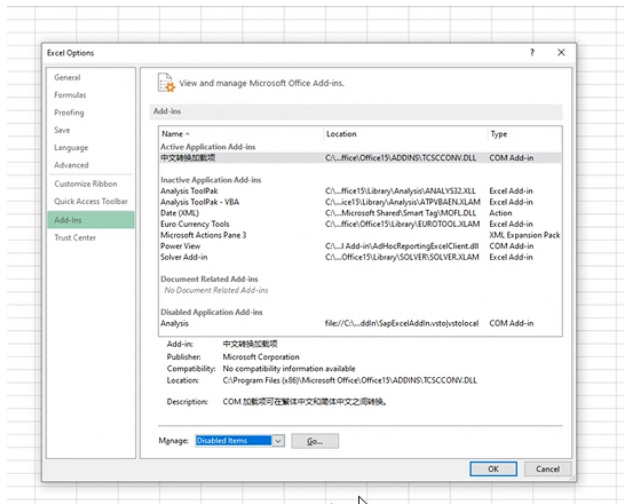 Excel Options
General
Formulas
Proofing
Save
Language
Advanced
Customize Ribbon
Quick Access Toolbar
Add-Ins
Trust Center
View and manage Microsoft Office Add-ins.
Add-ins
Name Location Type
Active Application Add-ins
中文转换加载项 C:\...ffice\Office15\ADDINS\TCSCCONV.DLL COM Add-in
Inactive Application Add-ins
Analysis ToolPak C:\...ffice\Office15\Library\Analysis\ANALYS32.XLL Excel Add-in
Analysis ToolPak - VBA C:\...ice15\Library\Analysis\ATPVBAEN.XLAM Excel Add-in
Date (XML) C:\...Microsoft Shared\Smart Tag\MOFL.DLL Action
Euro Currency Tools C:\...ffice\Office15\Library\EUROTOOL.XLAM Excel Add-in
Microsoft Actions Pane 3 XML Expansion Pack
Power View C:\...l Add-in\AdHocReportingExcelClient.dll COM Add-in
Solver Add-in C:\...Office15\Library\SOLVER\SOLVER.XLAM Excel Add-in
Document Related Add-ins
No Document Related Add-ins
Disabled Application Add-ins
Analysis file://C:\...ddIn\SapExcelAddIn.vsto|vstolocal COM Add-in
Add-in: 中文转换加载项
Publisher: Microsoft Corporation
Compatibility: No compatibility information available
Location: C:\Program Files (x86)\Microsoft Office\Office15\ADDINS\TCSCCONV.DLL
Description: COM 加载项可在繁体中文和简体中文之间转换。
Manage: Disabled Items Go...
OK Cancel